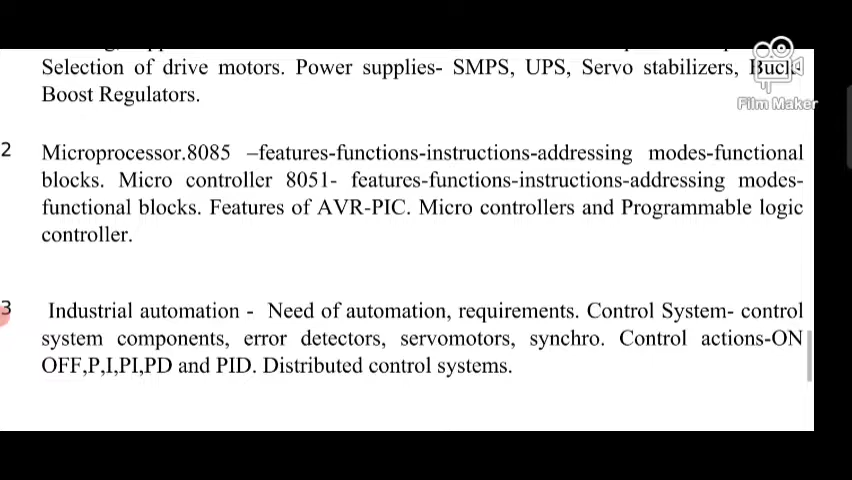 Selection of drive motors. Power supplies- SMPS, UPS, Servo stabilizers, Buck-
Boost Regulators.
Film Maker
2 Microprocessor.8085 –features-functions-instructions-addressing modes-functional
blocks. Micro controller 8051- features-functions-instructions-addressing modes-
functional blocks. Features of AVR-PIC. Micro controllers and Programmable logic
controller.
3 Industrial automation - Need of automation, requirements. Control System- control
system components, error detectors, servomotors, synchro. Control actions-ON
OFF,P,I,PI,PD and PID. Distributed control systems.